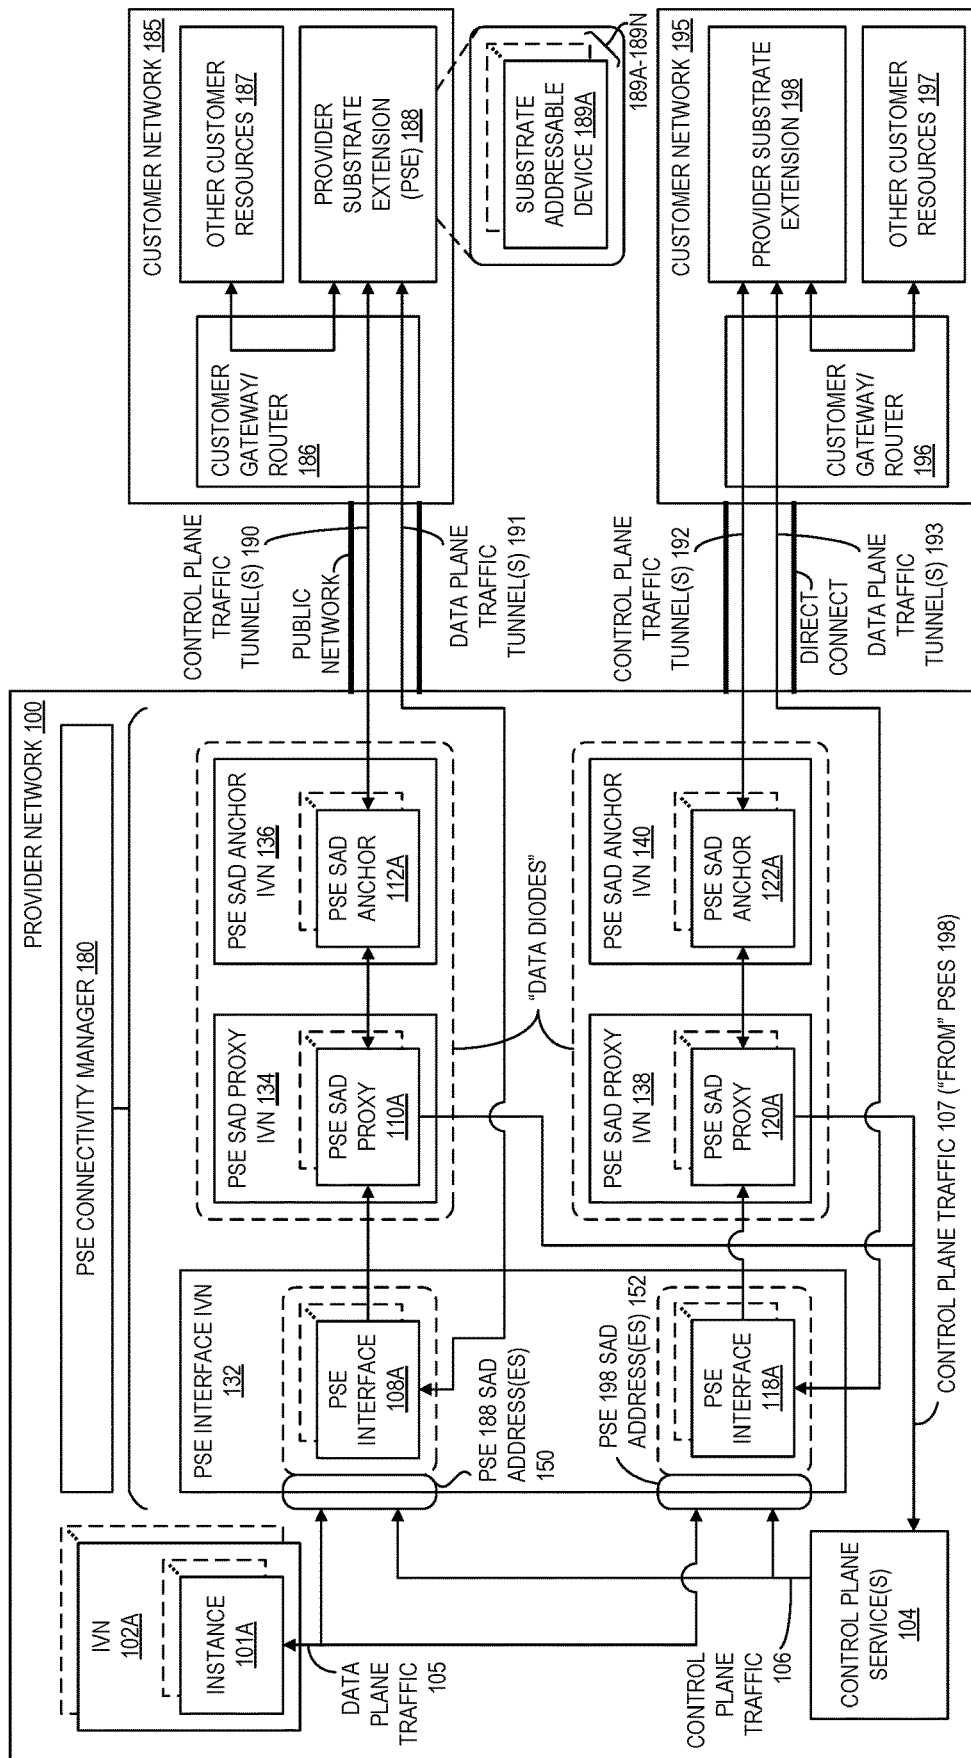 PROVIDER NETWORK 100
PSE CONNECTIVITY MANAGER 180
IVN
102A
INSTANCE
101A
DATA
PLANE
TRAFFIC
105
CONTROL
PLANE
TRAFFIC
106
CONTROL PLANE
SERVICE(S)
104
PSE INTERFACE IVN
132
PSE
INTERFACE
108A
PSE 188 SAD
ADDRESS(ES)
150
PSE 198 SAD
ADDRESS(ES) 152
PSE
INTERFACE
118A
PSE SAD PROXY
IVN 134
PSE SAD
PROXY
110A
PSE SAD ANCHOR
IVN 136
PSE SAD
ANCHOR
112A
"DATA DIODES"
PSE SAD PROXY
IVN 138
PSE SAD
PROXY
120A
PSE SAD ANCHOR
IVN 140
PSE SAD
ANCHOR
122A
CONTROL PLANE TRAFFIC 107 ("FROM" PSES 198)
CONTROL PLANE
TRAFFIC
TUNNEL(S) 190
PUBLIC
NETWORK
DATA PLANE
TRAFFIC
TUNNEL(S) 191
CONTROL PLANE
TRAFFIC
TUNNEL(S) 192
DIRECT
CONNECT
DATA PLANE
TRAFFIC
TUNNEL(S) 193
CUSTOMER NETWORK 185
OTHER CUSTOMER
RESOURCES 187
CUSTOMER
GATEWAY/
ROUTER
186
PROVIDER
SUBSTRATE
EXTENSION
(PSE) 188
SUBSTRATE
ADDRESSABLE
DEVICE 189A
189A-189N
CUSTOMER NETWORK 195
PROVIDER SUBSTRATE
EXTENSION 198
CUSTOMER
GATEWAY/
ROUTER
196
OTHER CUSTOMER
RESOURCES 197